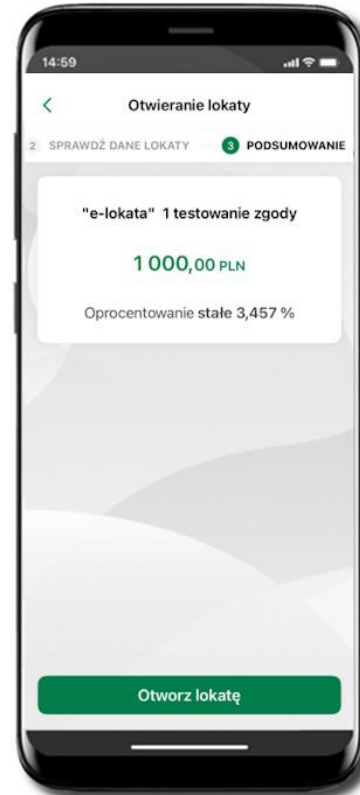 14:59
Otwieranie lokaty
2 SPRAWDŹ DANE LOKATY 3 PODSUMOWANIE
"e-lokata" 1 testowanie zgody
1 000,00 PLN
Oprocentowanie stałe 3,457 %
Otworz lokatę